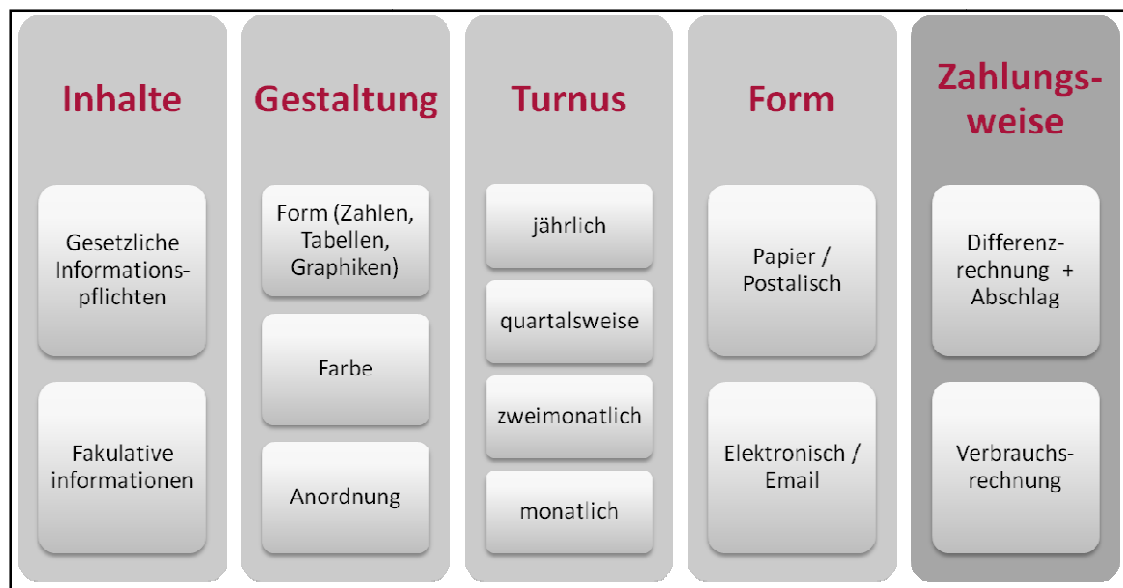 Inhalte
Gesetzliche
Informations-
pflichten
Fakulative
informationen
Gestaltung
Form (Zahlen,
Tabellen,
Graphiken)
Farbe
Anordnung
Turnus
jährlich
quartalsweise
zweimonatlich
monatlich
Form
Papier /
Postalisch
Elektronisch /
Email
Zahlungs-
weise
Differenz-
rechnung +
Abschlag
Verbrauchs-
rechnung